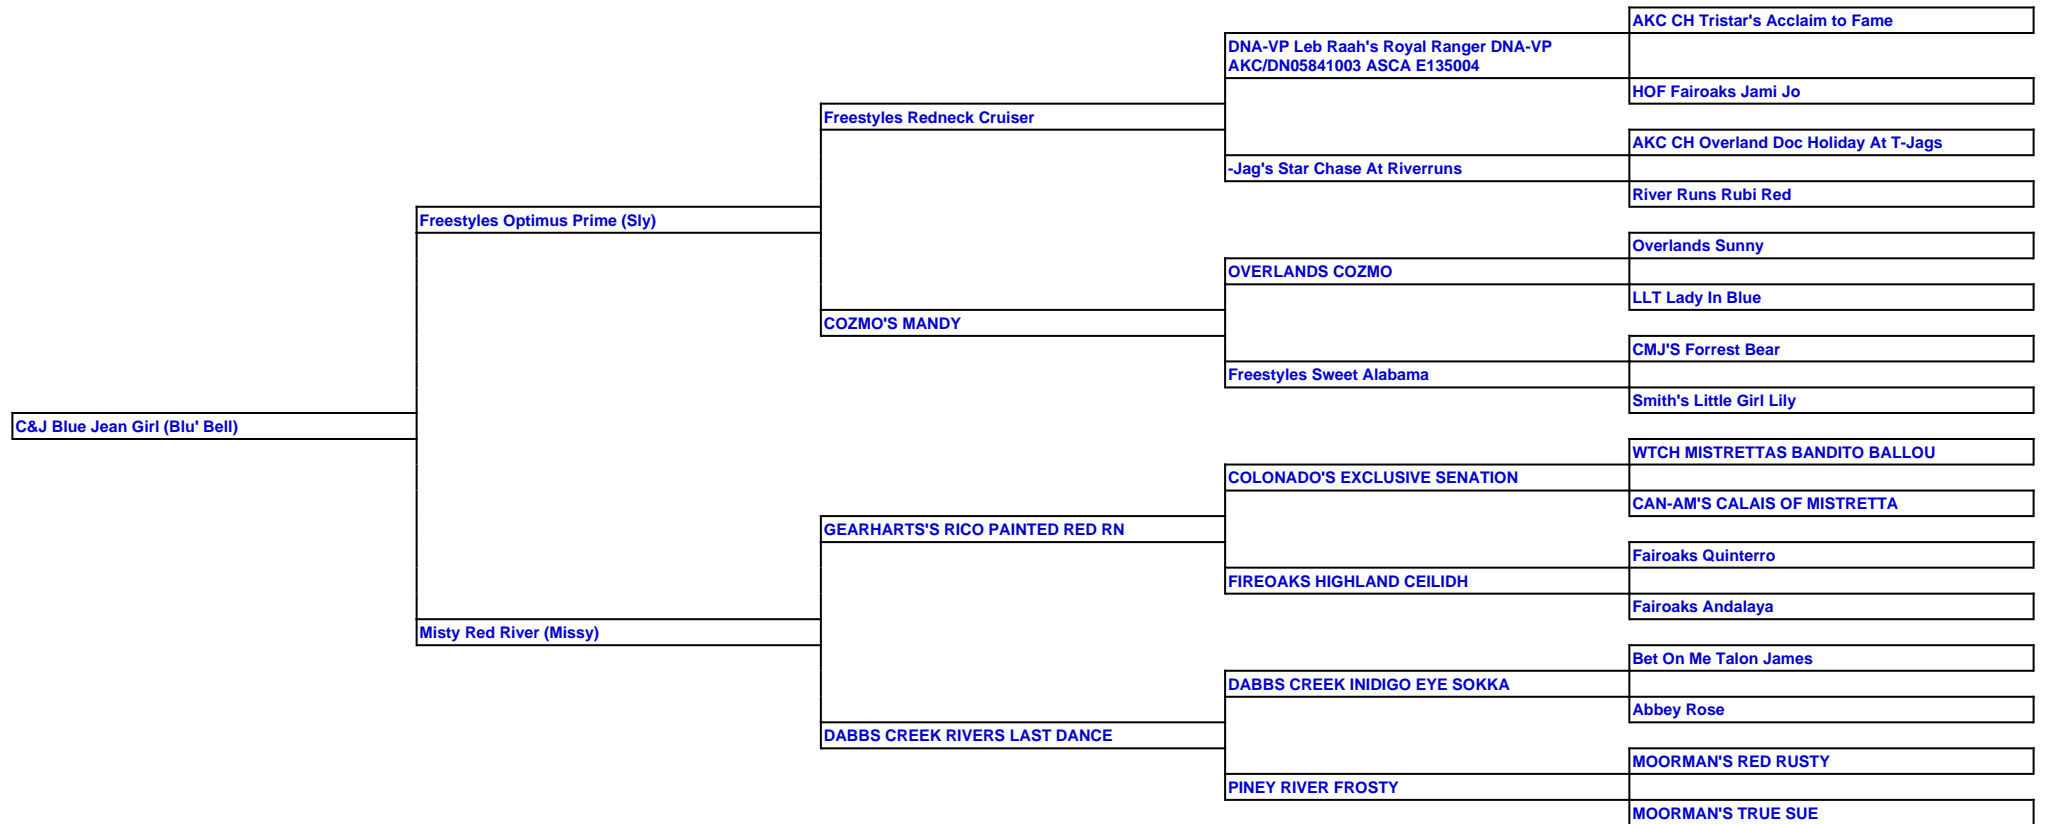 AKC CH Tristar's Acclaim to Fame
DNA-VP Leb Raah's Royal Ranger DNA-VP
AKC/DN05841003 ASCA E135004
HOF Fairoaks Jami Jo
Freestyles Redneck Cruiser
AKC CH Overland Doc Holiday At T-Jags
-Jag's Star Chase At Riverruns
River Runs Rubi Red
Freestyles Optimus Prime (Sly)
Overlands Sunny
OVERLANDS COZMO
LLT Lady In Blue
COZMO'S MANDY
CMJ'S Forrest Bear
Freestyles Sweet Alabama
Smith's Little Girl Lily
C&J Blue Jean Girl (Blu' Bell)
WTCH MISTRETTAS BANDITO BALLOU
COLONADO'S EXCLUSIVE SENATION
CAN-AM'S CALAIS OF MISTRETTA
GEARHARTS'S RICO PAINTED RED RN
Fairoaks Quinterro
FIREOAKS HIGHLAND CEILIDH
Fairoaks Andalaya
Misty Red River (Missy)
Bet On Me Talon James
DABBS CREEK INIDIGO EYE SOKKA
Abbey Rose
DABBS CREEK RIVERS LAST DANCE
MOORMAN'S RED RUSTY
PINEY RIVER FROSTY
MOORMAN'S TRUE SUE